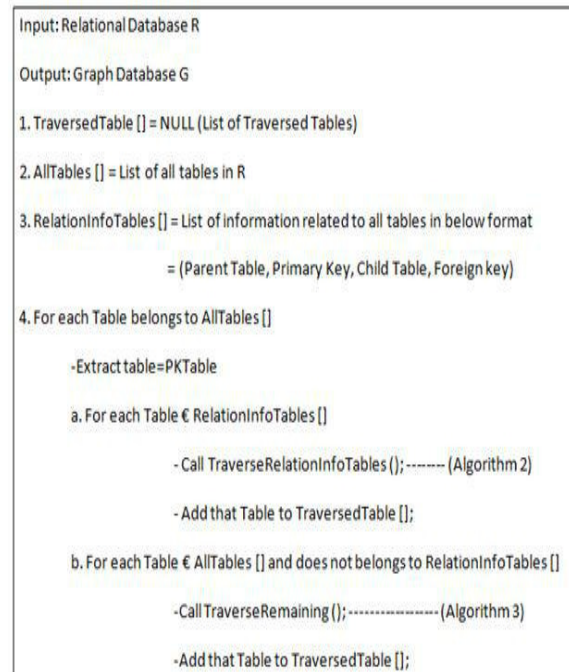 Input: Relational Database R
Output: Graph Database G
1. TraversedTable [] = NULL (List of Traversed Tables)
2. AllTables [] = List of all tables in R
3. RelationInfoTables [] = List of information related to all tables in below format
= (Parent Table, Primary Key, Child Table, Foreign key)
4. For each Table belongs to AllTables []
-Extract table=PKTable
a. For each Table € RelationInfoTables []
- Call TraverseRelationInfoTables (); -------- (Algorithm 2)
- Add that Table to TraversedTable [];
b. For each Table € AllTables [] and does not belongs to RelationInfoTables []
-Call TraverseRemaining (); ------------------ (Algorithm 3)
-Add that Table to TraversedTable [];